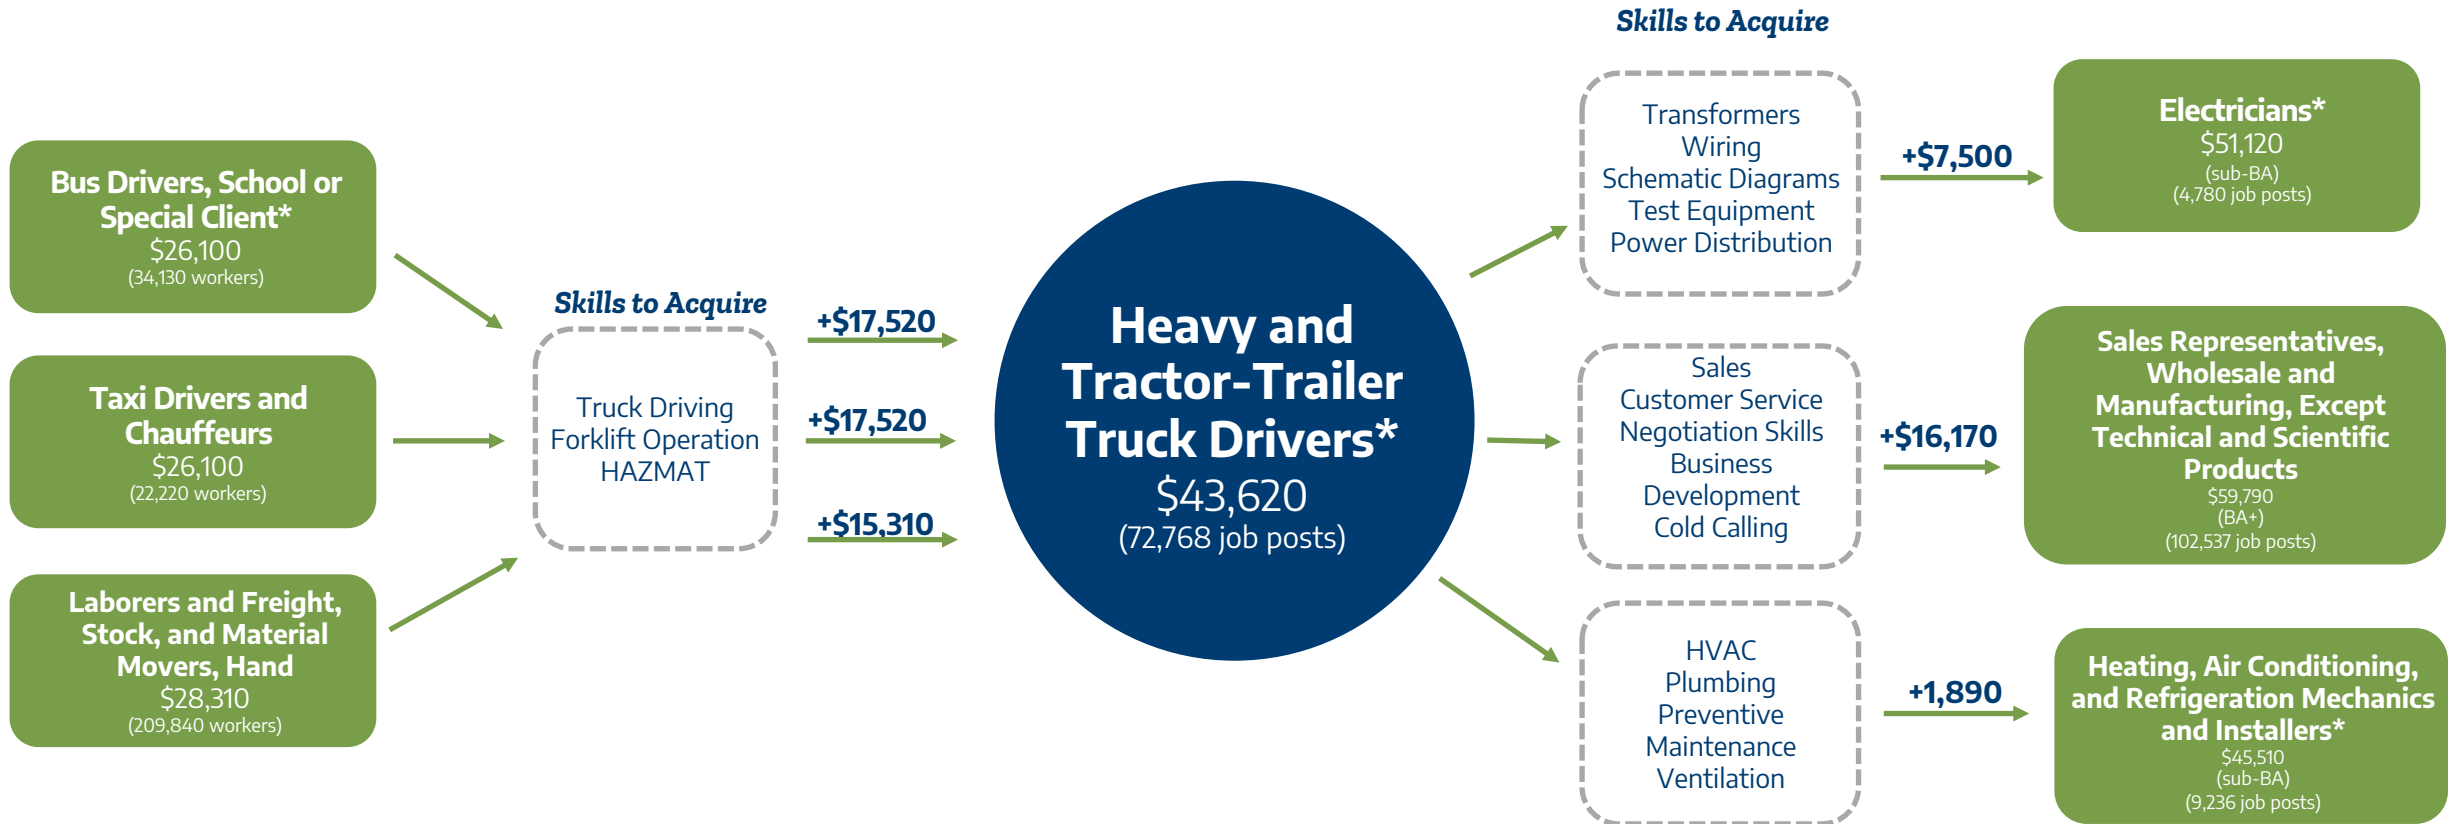 Bus Drivers, School or
Special Client*
$26,100
(34,130 workers)
Taxi Drivers and
Chauffeurs
$26,100
(22,220 workers)
Laborers and Freight,
Stock, and Material
Movers, Hand
$28,310
(209,840 workers)
Skills to Acquire
Truck Driving
Forklift Operation
HAZMAT
+$17,520
+$17,520
+$15,310
Heavy and
Tractor-Trailer
Truck Drivers*
$43,620
(72,768 job posts)
Skills to Acquire
Transformers
Wiring
Schematic Diagrams
Test Equipment
Power Distribution
+$7,500
Electricians*
$51,120
(sub-BA)
(4,780 job posts)
Sales
Customer Service
Negotiation Skills
Business
Development
Cold Calling
+$16,170
Sales Representatives,
Wholesale and
Manufacturing, Except
Technical and Scientific
Products
$59,790
(BA+)
(102,537 job posts)
HVAC
Plumbing
Preventive
Maintenance
Ventilation
+1,890
Heating, Air Conditioning,
and Refrigeration Mechanics
and Installers*
$45,510
(sub-BA)
(9,236 job posts)